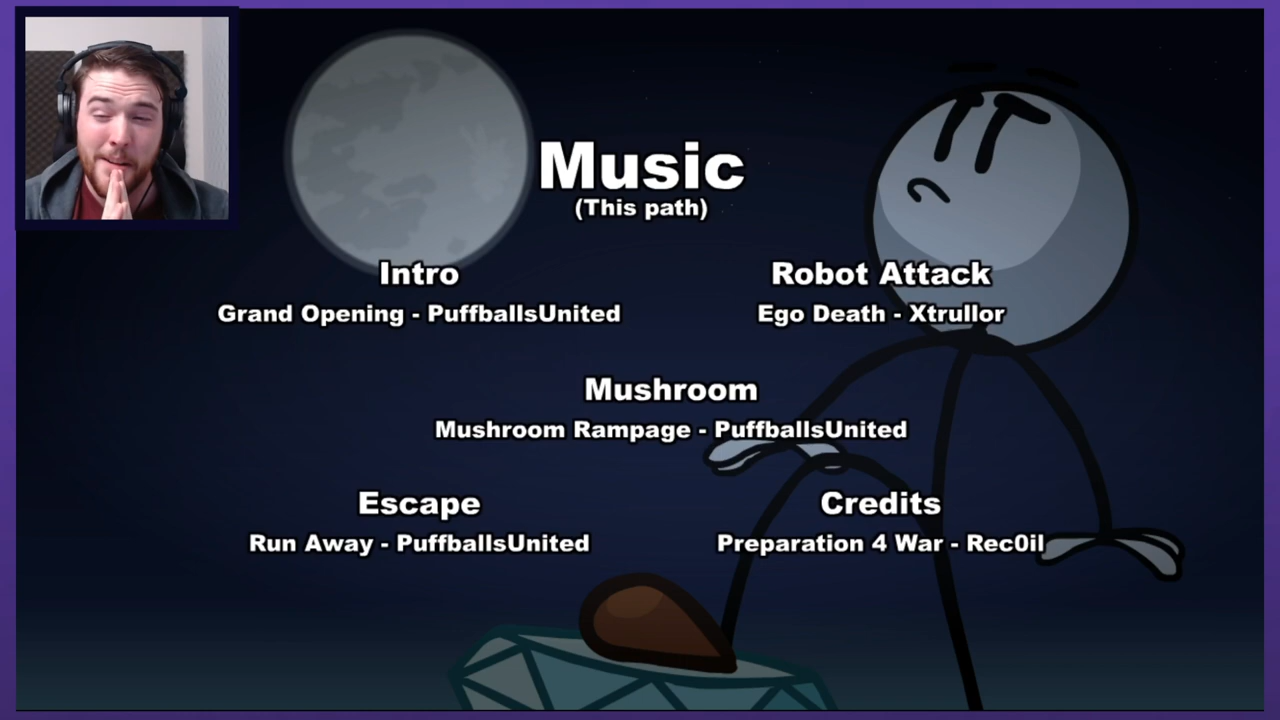 Music
(This path)
Intro
Grand Opening - PuffballsUnited
Robot Attack
Ego Death - Xtrullor
Mushroom
Mushroom Rampage - PuffballsUnited
Escape
Run Away - PuffballsUnited
Credits
Preparation 4 War - Rec0il